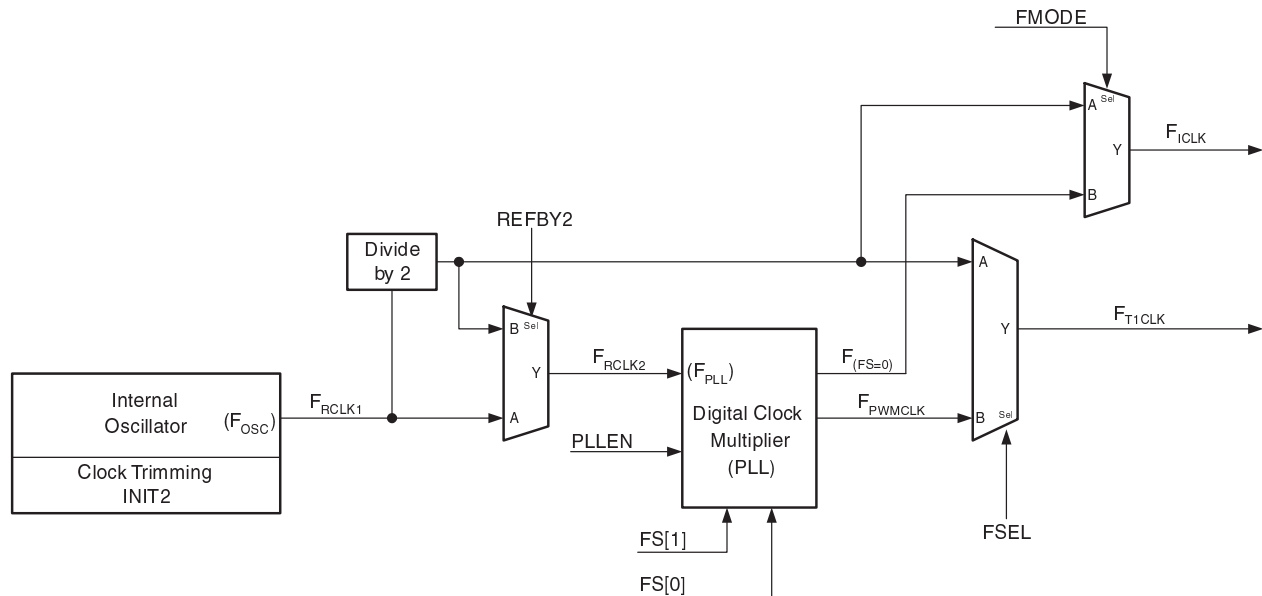 FMODE
A
Sel
F_ICLK
Y
B
REFBY2
Divide
by 2
A
B
Sel
F_T1CLK
Y
F_RCLK2
F_(FS=0)
Y
(F_PLL)
Internal
Oscillator
(F_OSC)
F_RCLK1
A
F_PWMCLK
Digital Clock
Multiplier
(PLL)
B
Sel
PLLEN
Clock Trimming
INIT2
FS[1]
FSEL
FS[0]